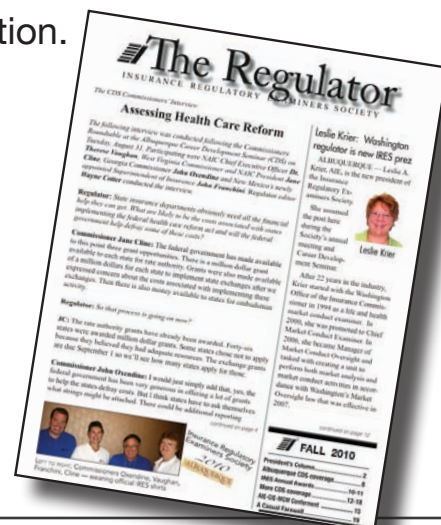 tion.
The Regulator
INSURANCE REGULATORY EXAMINERS SOCIETY
The CDS Commissioners' Interview:
Assessing Health Care Reform
The following interview was conducted following the Commissioners
Roundtable at the Albuquerque Career Development Seminar (CDS) on
Tuesday, August 31. Participating were NAIC Chief Executive Officer Dr.
Therese Vaughan, West Virginia Commissioner and NAIC President Jane
Cline, Georgia Commissioner John Oxendine and New Mexico's newly
appointed Superintendent of Insurance John Franchini. Regulator editor
Wayne Cotter conducted the interview.
Regulator: State insurance departments obviously need all the financial
help they can get. What are likely to be the costs associated with states
implementing the federal health care reform act and will the federal
government help defray some of these costs?
Commissioner Jane Cline: The federal government has made available
to this point three grant opportunities. There is a million dollar grant
available to each state for rate authority. Grants were also made available
of a million dollars for each state to implement state exchanges after we
expressed concern about the costs associated with implementing these
exchanges. Then there is also money available to states for ombudsman
activity.
Regulator: So that process is going on now?
JC: The rate authority grants have already been awarded. Forty-six
states were awarded million dollar grants. Some states chose not to apply
because they believed they had adequate resources. The exchange grants
are due September 1 so we'll see how many states apply for those.
Commissioner John Oxendine: I would just simply add that, yes, the
federal government has been very generous in offering a lot of grants
to help the states defray costs. But I think states have to ask themselves
what strings might be attached. There could be additional reporting
continued on page 4
LEFT TO RIGHT: Commissioners Oxendine, Vaughan,
Franchini, Cline — wearing official IRES shirts
Insurance Regulatory
Examiners Society
2010
ALBUQUERQUE
Leslie Krier: Washington
regulator is new IRES prez
ALBUQUERQUE — Leslie A.
Krier, AIE, is the new president of
the Insurance
Regulatory Ex-
aminers Society.
She assumed
the post here
during the
Society's annual
meeting and
Career Develop-
ment Seminar.
Leslie Krier
After 22 years in the industry,
Krier started with the Washington
Office of the Insurance Commis-
sioner in 1994 as a life and health
market conduct examiner. In
2000, she was promoted to Chief
Market Conduct Examiner. In
2006, she became Manager of
Market Conduct Oversight and
tasked with creating a unit to
perform both market analysis and
market conduct activities in accor-
dance with Washington's Market
Oversight law that was effective in
2007.
continued on page 12
FALL 2010
President's Column 2
Albuquerque CDS coverage 8
IRES Annual Awards 10-11
More CDS coverage 12-18
AIE-CIE-MCM Conferment 15
A Casual Farewell 19